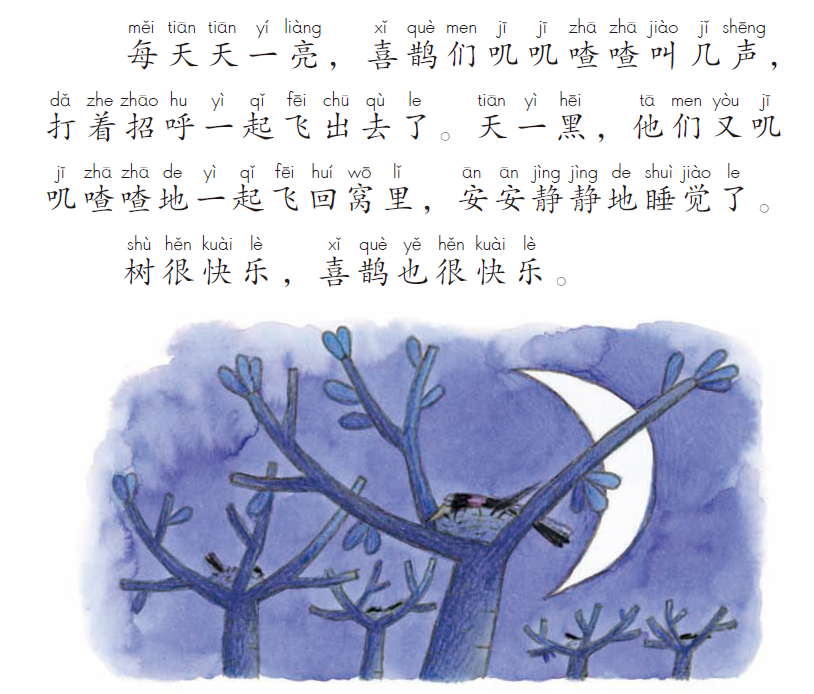 měi tiān tiān yí liàng xǐ què men jī jī zhā zhā jiào jǐ shēng
每天天一亮，喜鹊们叽叽喳喳叫几声，
dǎ zhe zhāo hu yì qǐ fēi chū qù le tiān yì hēi tā men yòu jī
打着招呼一起飞出去了。天一黑，他们又叽
jī zhā zhā de yì qǐ fēi huí wō lǐ ān ān jìng jìng de shuì jiào le
叽喳喳地一起飞回窝里，安安静静地睡觉了。
shù hěn kuài lè xǐ què yě hěn kuài lè
树很快乐，喜鹊也很快乐。